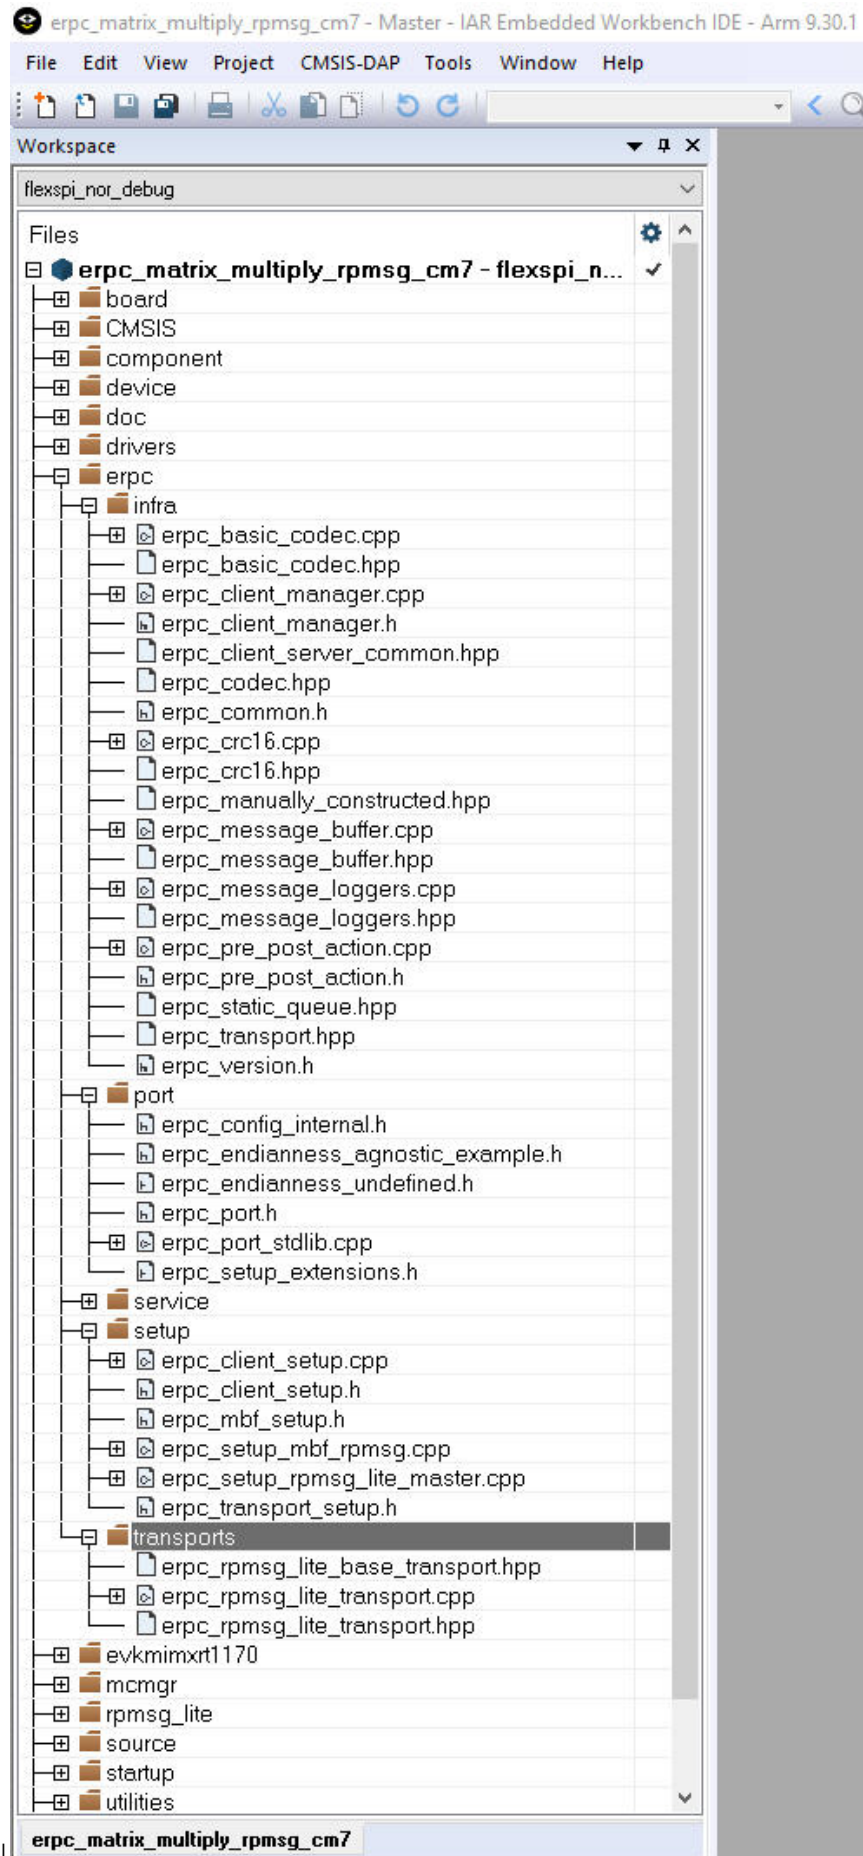 erpc_matrix_multiply_rpmsg_cm7 - Master - IAR Embedded Workbench IDE - Arm 9.30.1
File Edit View Project CMSIS-DAP Tools Window Help
Workspace
flexspi_nor_debug
Files
erpc_matrix_multiply_rpmsg_cm7 - flexspi_n...
board
CMSIS
component
device
doc
drivers
erpc
infra
erpc_basic_codec.cpp
erpc_basic_codec.hpp
erpc_client_manager.cpp
erpc_client_manager.h
erpc_client_server_common.hpp
erpc_codec.hpp
erpc_common.h
erpc_crc16.cpp
erpc_crc16.hpp
erpc_manually_constructed.hpp
erpc_message_buffer.cpp
erpc_message_buffer.hpp
erpc_message_loggers.cpp
erpc_message_loggers.hpp
erpc_pre_post_action.cpp
erpc_pre_post_action.h
erpc_static_queue.hpp
erpc_transport.hpp
erpc_version.h
port
erpc_config_internal.h
erpc_endianness_agnostic_example.h
erpc_endianness_undefined.h
erpc_port.h
erpc_port_stdlib.cpp
erpc_setup_extensions.h
service
setup
erpc_client_setup.cpp
erpc_client_setup.h
erpc_mbf_setup.h
erpc_setup_mbf_rpmsg.cpp
erpc_setup_rpmsg_lite_master.cpp
erpc_transport_setup.h
transports
erpc_rpmsg_lite_base_transport.hpp
erpc_rpmsg_lite_transport.cpp
erpc_rpmsg_lite_transport.hpp
evkmimxrt1170
mcmgr
rpmsg_lite
source
startup
utilities
erpc_matrix_multiply_rpmsg_cm7